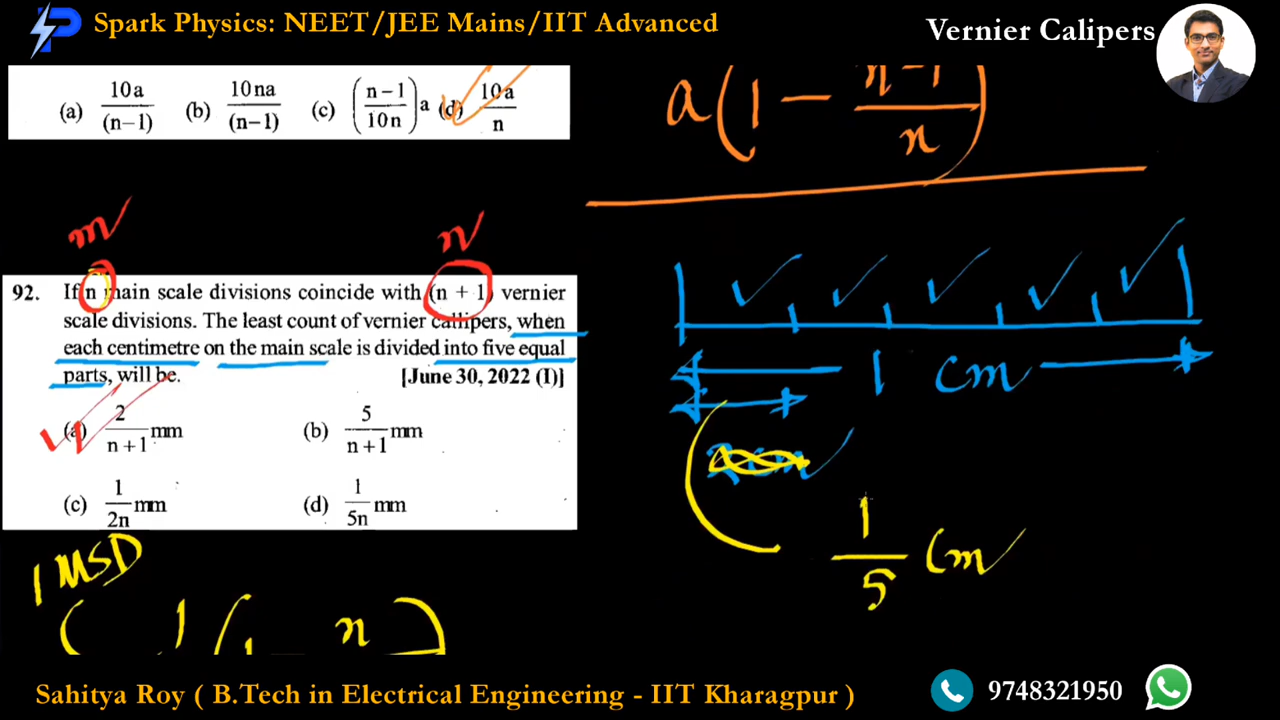 Spark Physics: NEET/JEE Mains/IIT Advanced
Vernier Calipers
(a) 10a/(n−1) (b) 10na/(n−1) (c) ((n−1)/10n) a (d) 10a/n
a(1 − (n-1)/n)
m
n
92. If n main scale divisions coincide with (n + 1) vernier
scale divisions. The least count of vernier callipers, when
each centimetre on the main scale is divided into five equal
parts, will be. [June 30, 2022 (I)]
(a) 2/(n+1) mm (b) 5/(n+1) mm
(c) 1/2n mm (d) 1/5n mm
1 cm
1/5 cm
1 MSD
Sahitya Roy ( B.Tech in Electrical Engineering - IIT Kharagpur )
9748321950